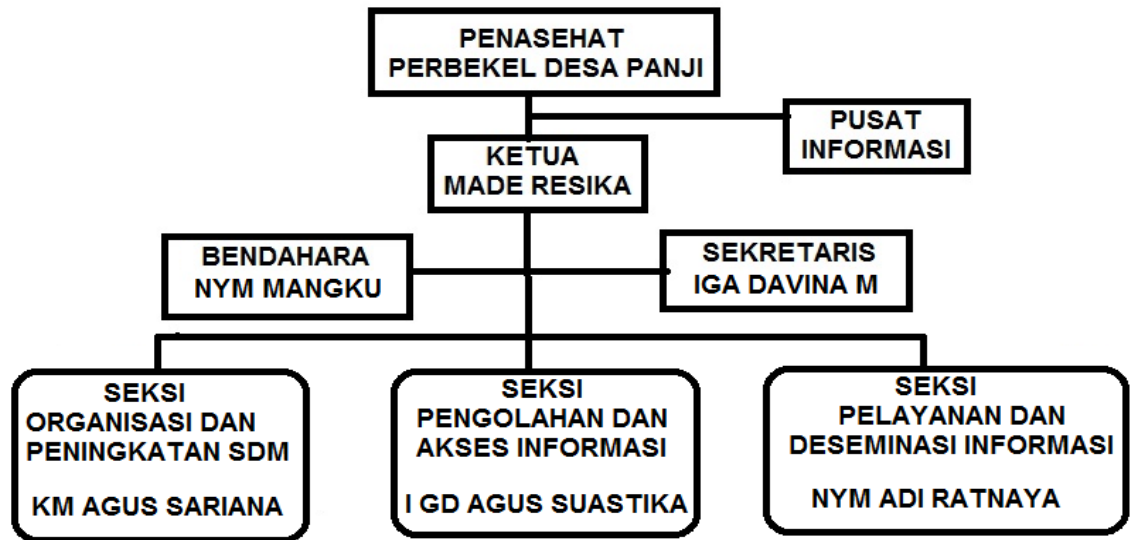 PENASEHAT
PERBEKEL DESA PANJI
PUSAT
INFORMASI
KETUA
MADE RESIKA
BENDAHARA
NYM MANGKU
SEKRETARIS
IGA DAVINA M
SEKSI
ORGANISASI DAN
PENINGKATAN SDM
KM AGUS SARIANA
SEKSI
PENGOLAHAN DAN
AKSES INFORMASI
I GD AGUS SUASTIKA
SEKSI
PELAYANAN DAN
DESEMINASI INFORMASI
NYM ADI RATNAYA